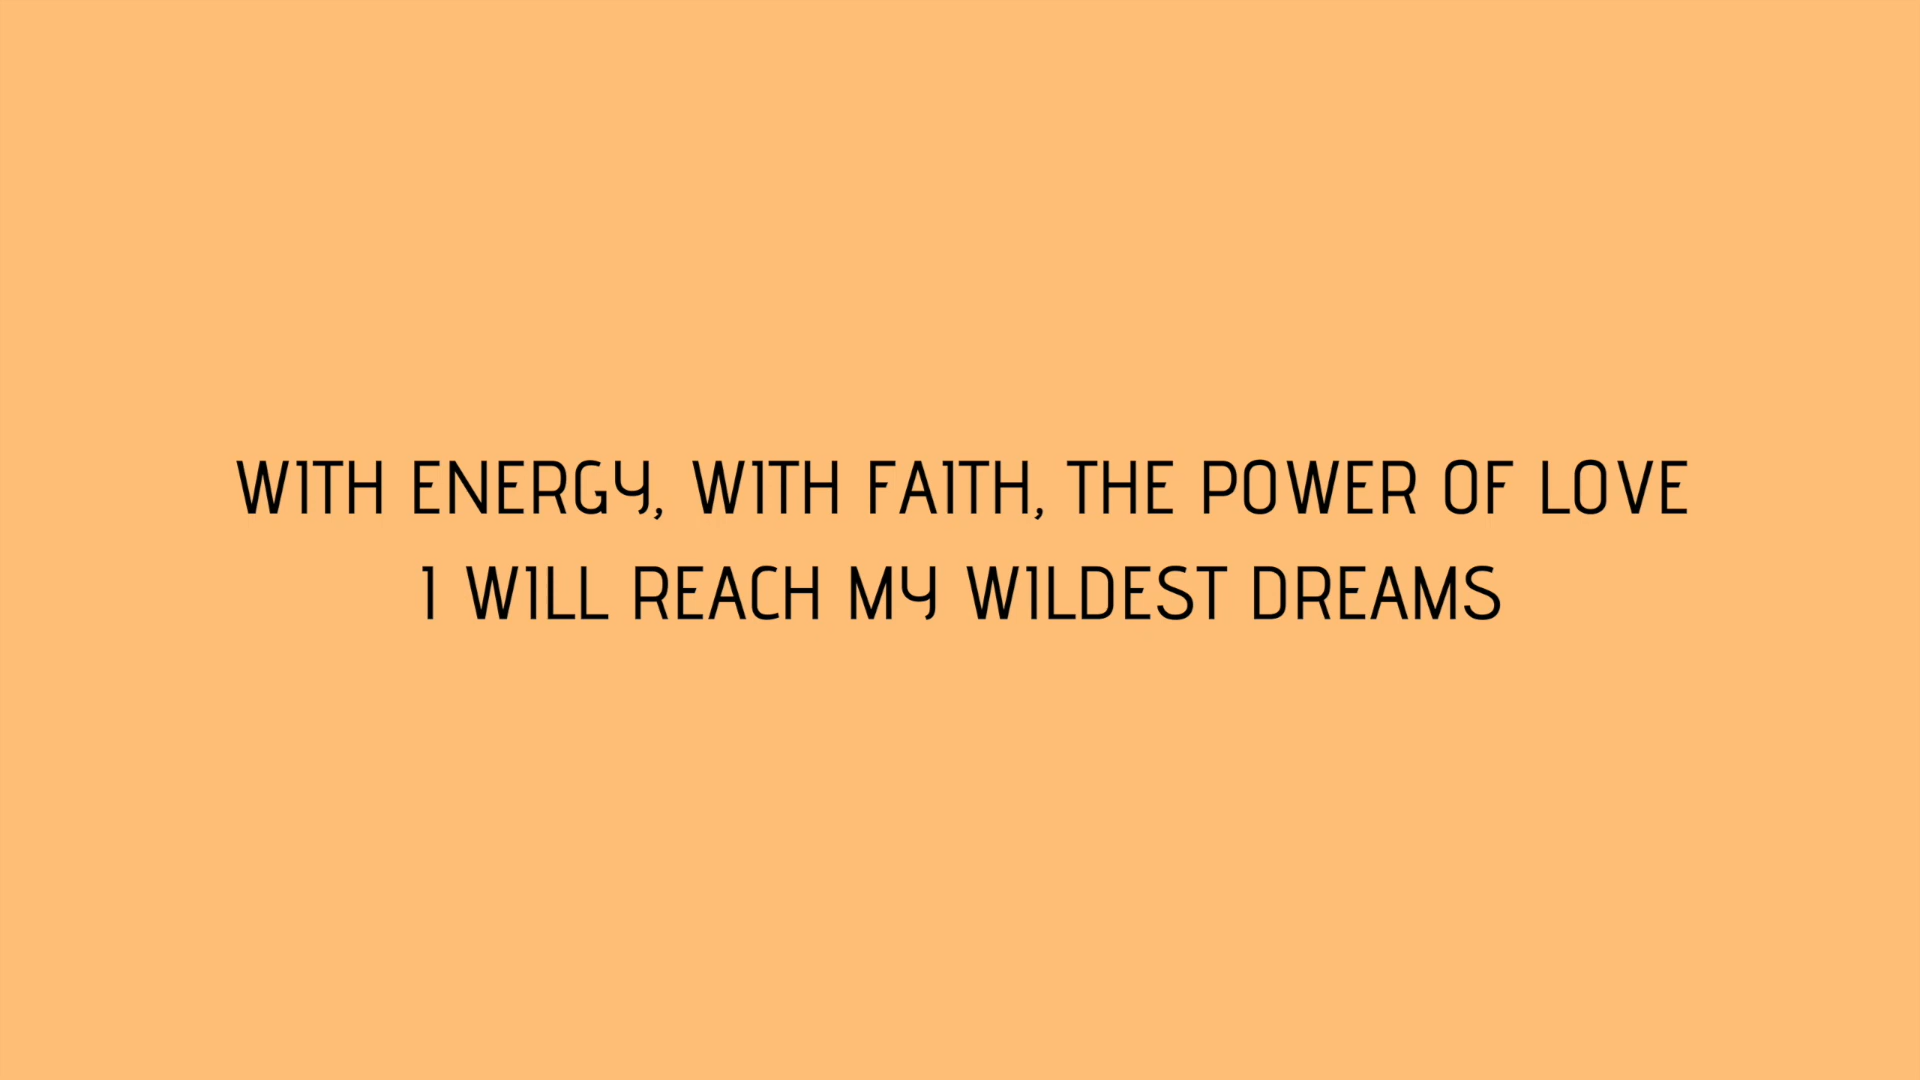 WITH ENERGY, WITH FAITH, THE POWER OF LOVE
I WILL REACH MY WILDEST DREAMS